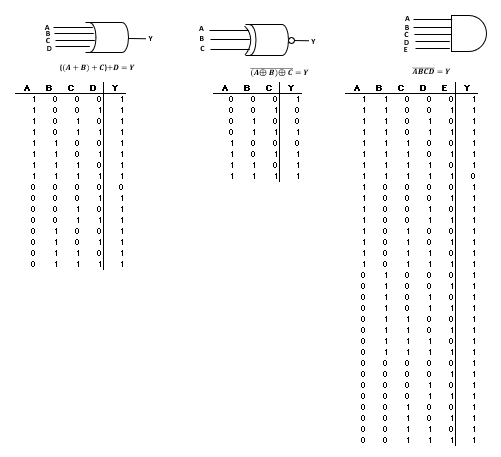 A
B
C
D
Y
((A + B) + C)+D = Y
A B C D Y
1 0 0 0 1
1 0 0 1 1
1 0 1 0 1
1 0 1 1 1
1 1 0 0 1
1 1 0 1 1
1 1 1 0 1
1 1 1 1 1
0 0 0 0 0
0 0 0 1 1
0 0 1 0 1
0 0 1 1 1
0 1 0 0 1
0 1 0 1 1
0 1 1 0 1
0 1 1 1 1
A
B
C
Y
(A⊕ B)⊕ C = Y
A B C Y
0 0 0 1
0 0 1 0
0 1 0 0
0 1 1 1
1 0 0 0
1 0 1 1
1 1 0 1
1 1 1 1
A
B
C
D
E
ABCD = Y
A B C D E Y
1 1 0 0 0 1
1 1 0 0 1 1
1 1 0 1 0 1
1 1 0 1 1 1
1 1 1 0 0 1
1 1 1 0 1 1
1 1 1 1 0 1
1 1 1 1 1 0
1 0 0 0 0 1
1 0 0 0 1 1
1 0 0 1 0 1
1 0 0 1 1 1
1 0 1 0 0 1
1 0 1 0 1 1
1 0 1 1 0 1
1 0 1 1 1 1
0 1 0 0 0 1
0 1 0 0 1 1
0 1 0 1 0 1
0 1 0 1 1 1
0 1 1 0 0 1
0 1 1 0 1 1
0 1 1 1 0 1
0 1 1 1 1 1
0 0 0 0 0 1
0 0 0 0 1 1
0 0 0 1 0 1
0 0 0 1 1 1
0 0 1 0 0 1
0 0 1 0 1 1
0 0 1 1 0 1
0 0 1 1 1 1